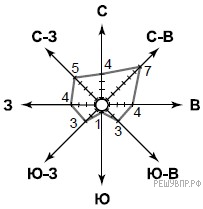 С
С-З С-В
5 4 7
З 4 4 В
3 1 3
Ю-З Ю-В
Ю
РЕШУВПР.РФ